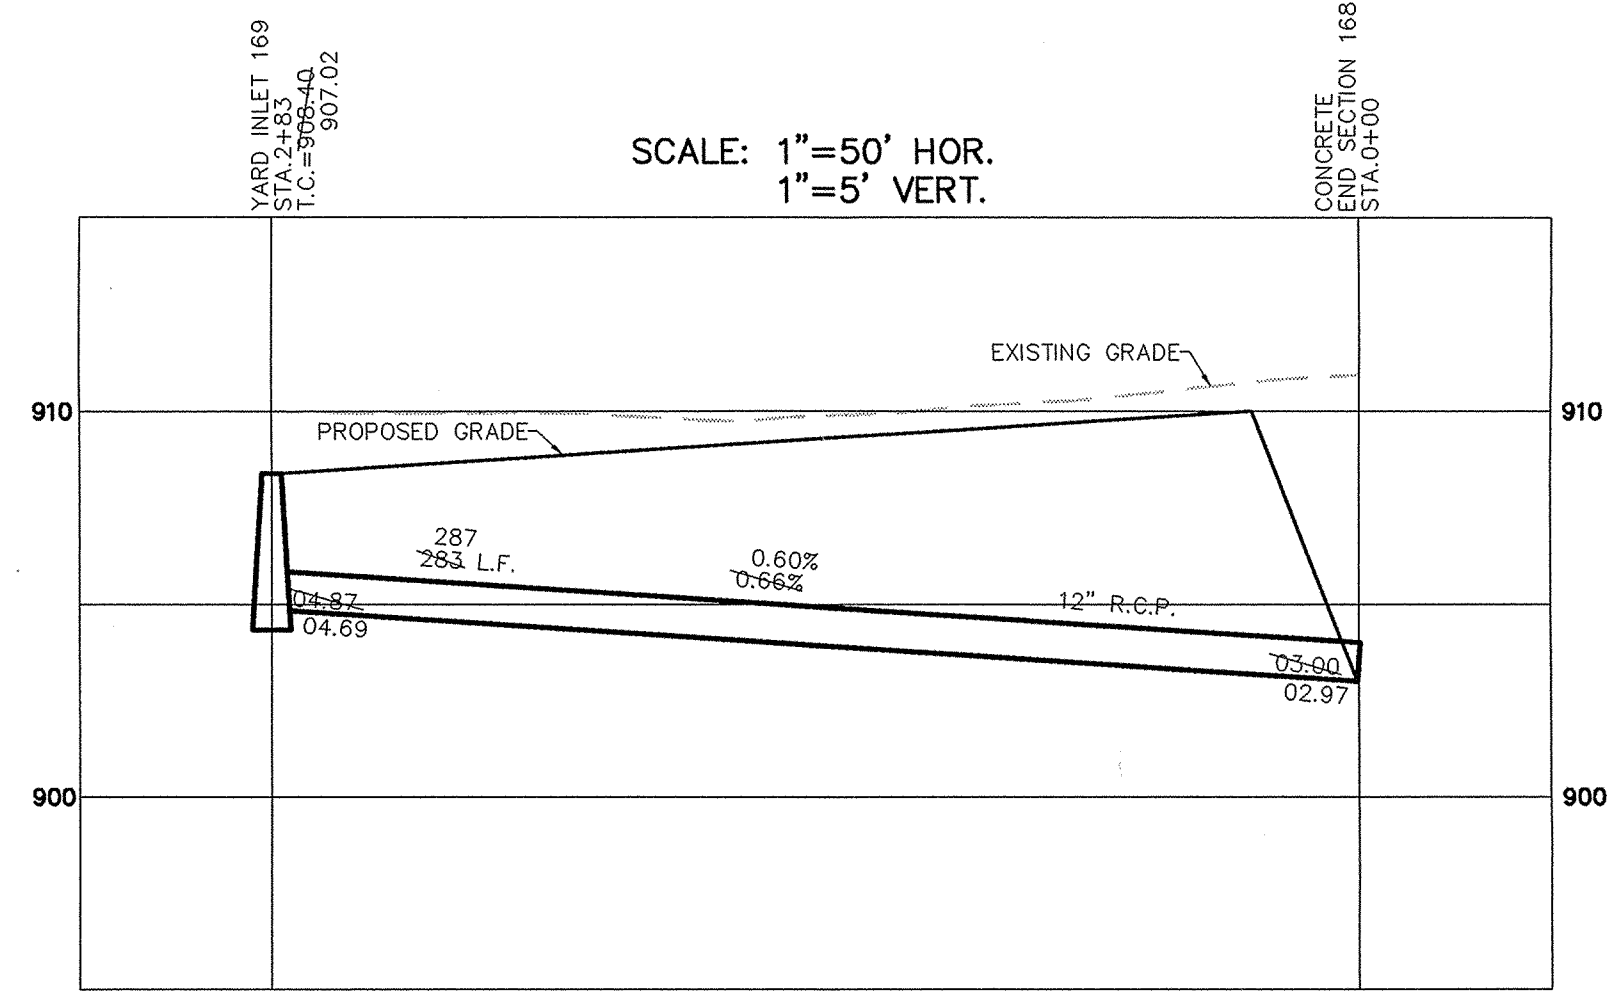 YARD INLET 169
STA.2+83
T.C.=908.40
907.02
CONCRETE
END SECTION 168
STA.0+00
SCALE: 1"=50' HOR.
1"=5' VERT.
EXISTING GRADE
910
910
PROPOSED GRADE
287
283 L.F.
0.60%
0.66%
04.87
12" R.C.P.
04.69
03.00
02.97
900
900